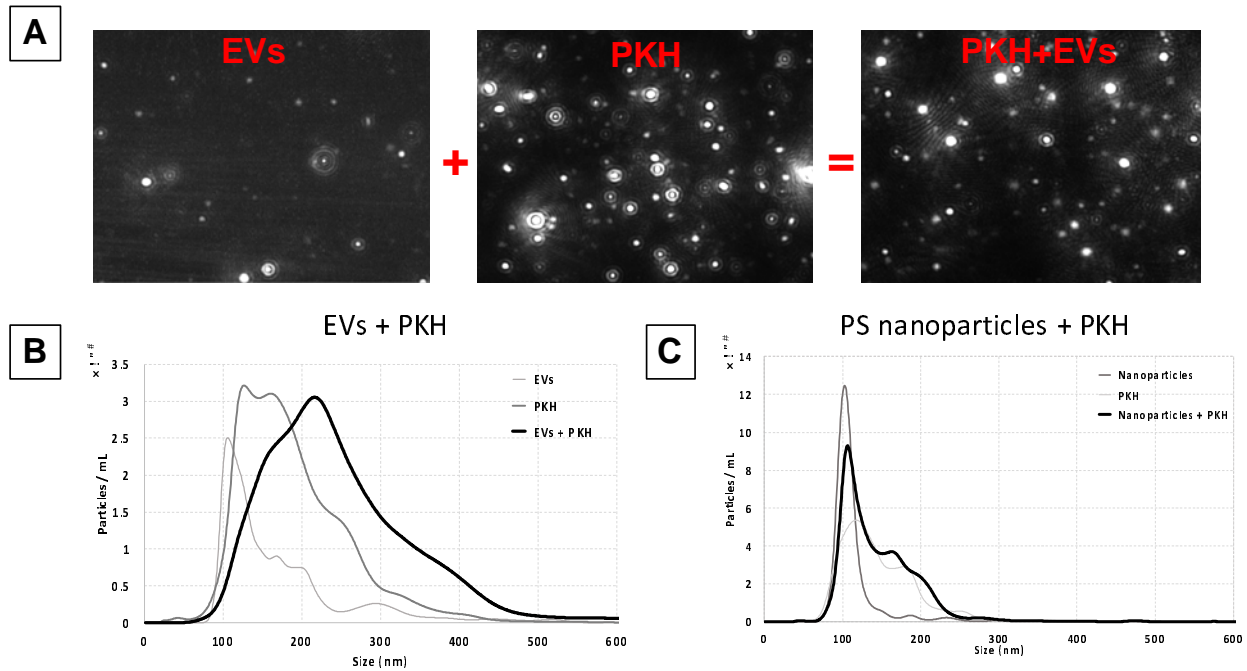 A
EVs
PKH
PKH+EVs
+
=
B
EVs + PKH
3.5
3
2.5
2
1.5
1
0.5
0
Particles / mL
EVs
PKH
EVs + PKH
0 100 200 300 400 500 600
Size (nm)
C
PS nanoparticles + PKH
14
12
10
8
6
4
2
0
Particles / mL
Nanoparticles
PKH
Nanoparticles + PKH
0 100 200 300 400 500 600
Size (nm)